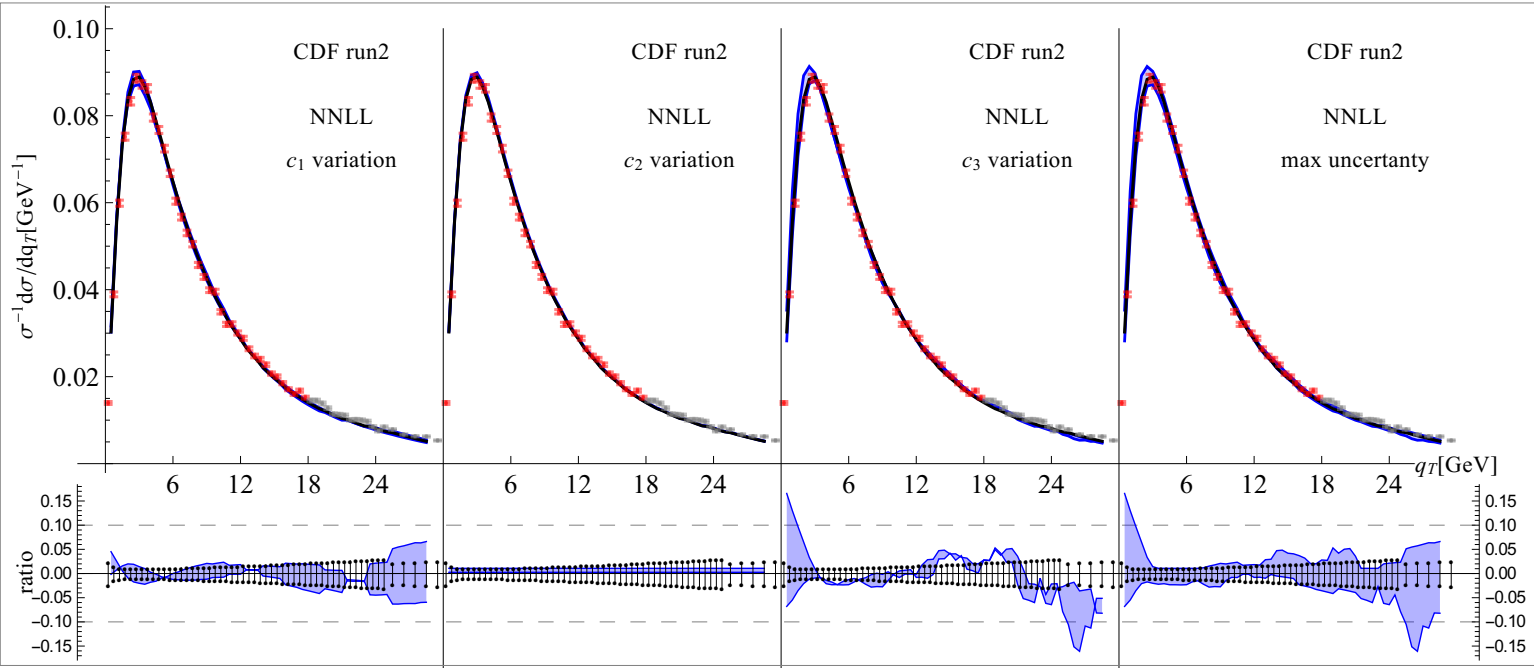 0.10
0.08
0.06
0.04
0.02
σ⁻¹dσ/dq_T[GeV⁻¹]
CDF run2
NNLL
c₁ variation
CDF run2
NNLL
c₂ variation
CDF run2
NNLL
c₃ variation
CDF run2
NNLL
max uncertanty
6 12 18 24 6 12 18 24 6 12 18 24 6 12 18 24
q_T[GeV]
ratio
0.15
0.10
0.05
0.00
−0.05
−0.10
−0.15
0.15
0.10
0.05
0.00
−0.05
−0.10
−0.15